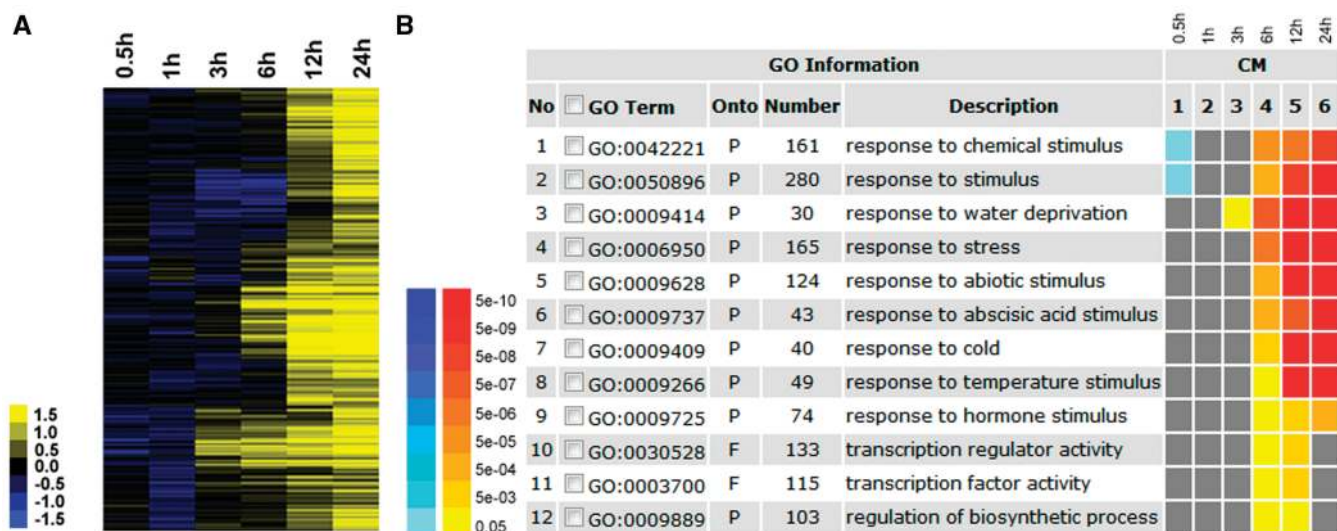 A
0.5h 1h 3h 6h 12h 24h
1.5
1.0
0.5
0.0
-0.5
-1.0
-1.5
B
0.5h 1h 3h 6h 12h 24h
GO Information CM
No GO Term Onto Number Description 1 2 3 4 5 6
1 GO:0042221 P 161 response to chemical stimulus
2 GO:0050896 P 280 response to stimulus
3 GO:0009414 P 30 response to water deprivation
4 GO:0006950 P 165 response to stress
5 GO:0009628 P 124 response to abiotic stimulus
6 GO:0009737 P 43 response to abscisic acid stimulus
7 GO:0009409 P 40 response to cold
8 GO:0009266 P 49 response to temperature stimulus
9 GO:0009725 P 74 response to hormone stimulus
10 GO:0030528 F 133 transcription regulator activity
11 GO:0003700 F 115 transcription factor activity
12 GO:0009889 P 103 regulation of biosynthetic process
5e-10
5e-09
5e-08
5e-07
5e-06
5e-05
5e-04
5e-03
0.05